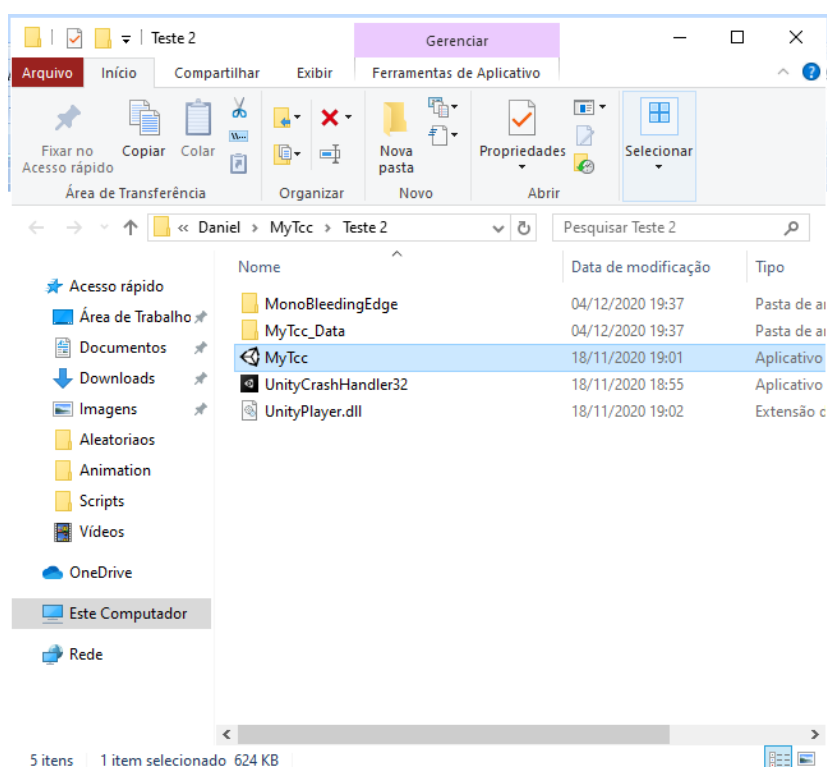 Teste 2
Gerenciar
Arquivo Início Compartilhar Exibir Ferramentas de Aplicativo
Fixar no Acesso rápido
Copiar
Colar
Nova pasta
Propriedades
Selecionar
Área de Transferência Organizar Novo Abrir
« Daniel > MyTcc > Teste 2
Pesquisar Teste 2
Nome Data de modificação Tipo
Acesso rápido
Área de Trabalho
Documentos
Downloads
Imagens
Aleatoriaos
Animation
Scripts
Vídeos
OneDrive
Este Computador
Rede
MonoBleedingEdge 04/12/2020 19:37 Pasta de
MyTcc_Data 04/12/2020 19:37 Pasta de
MyTcc 18/11/2020 19:01 Aplicativo
UnityCrashHandler32 18/11/2020 18:55 Aplicativo
UnityPlayer.dll 18/11/2020 19:02 Extensão
5 itens 1 item selecionado 624 KB